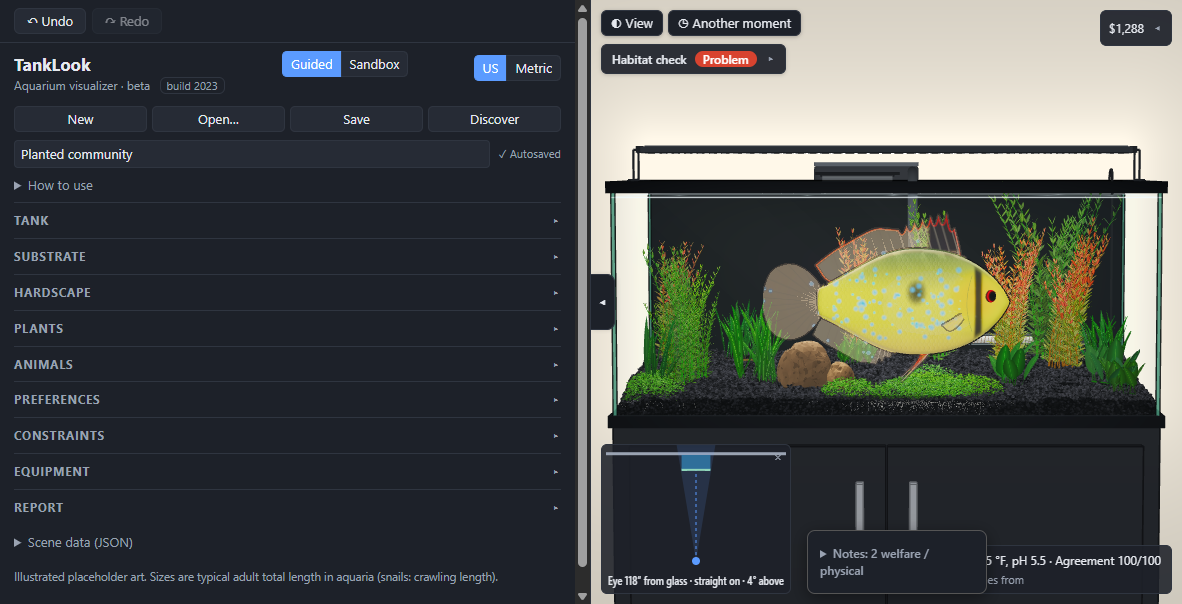 Undo
Redo
TankLook
Guided
Sandbox
US
Metric
Aquarium visualizer · beta
build 2023
New
Open...
Save
Discover
Planted community
✓ Autosaved
How to use
TANK
SUBSTRATE
HARDSCAPE
PLANTS
ANIMALS
PREFERENCES
CONSTRAINTS
EQUIPMENT
REPORT
Scene data (JSON)
Illustrated placeholder art. Sizes are typical adult total length in aquaria (snails: crawling length).
View
Another moment
$1,288
Habitat check
Problem
Eye 118" from glass · straight on · 4° above
Notes: 2 welfare /
physical
5 °F, pH 5.5 · Agreement 100/100
es from